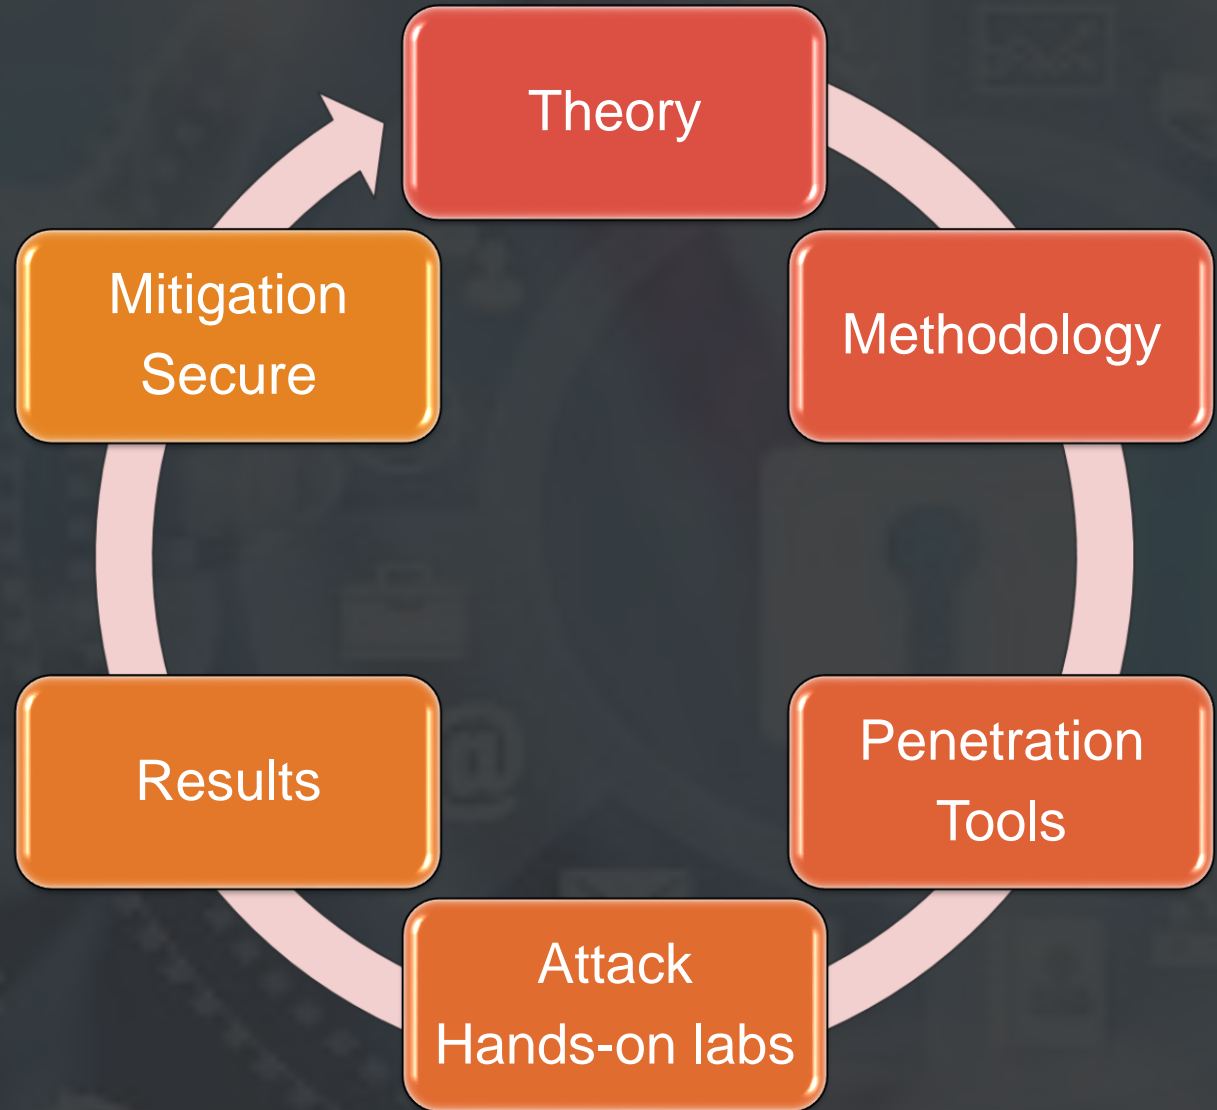 Theory
Methodology
Penetration
Tools
Attack
Hands-on labs
Results
Mitigation
Secure